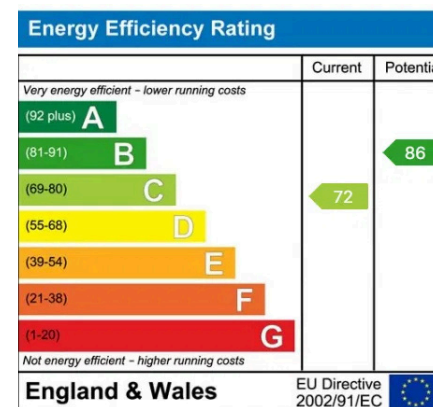 Energy Efficiency Rating
Current Potentia
Very energy efficient – lower running costs
(92 plus) A
(81-91) B 86
(69-80) C 72
(55-68) D
(39-54) E
(21-38) F
(1-20) G
Not energy efficient – higher running costs
England & Wales
EU Directive
2002/91/EC